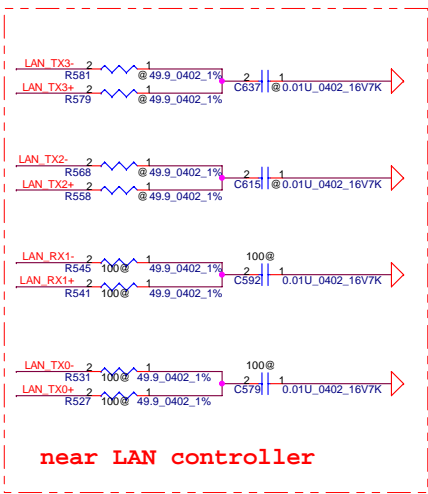 LAN_TX3- 2 1
R581 @ 49.9_0402_1%
LAN_TX3+ 2 1 2 1
R579 @ 49.9_0402_1% C637 @ 0.01U_0402_16V7K
LAN_TX2- 2 1
R568 @ 49.9_0402_1%
LAN_TX2+ 2 1 2 1
R558 @ 49.9_0402_1% C615 @ 0.01U_0402_16V7K
LAN_RX1- 2 1 100@
R545 100@ 49.9_0402_1%
LAN_RX1+ 2 1 2 1
R541 100@ 49.9_0402_1% C592 0.01U_0402_16V7K
LAN_TX0- 2 1 100@
R531 100@ 49.9_0402_1%
LAN_TX0+ 2 1 2 1
R527 100@ 49.9_0402_1% C579 0.01U_0402_16V7K
near LAN controller